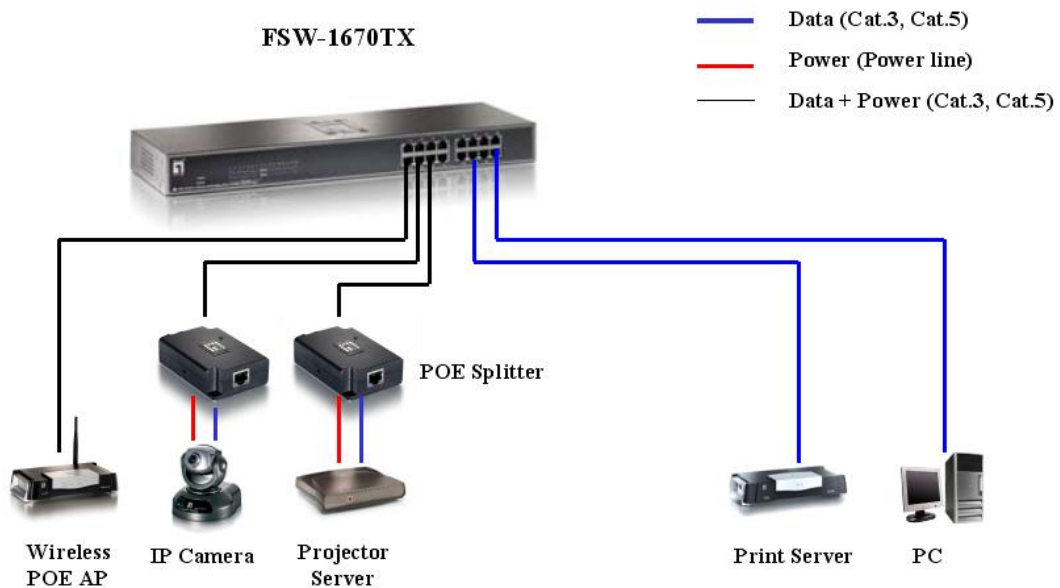 FSW-1670TX
Data (Cat.3, Cat.5)
Power (Power line)
Data + Power (Cat.3, Cat.5)
POE Splitter
Wireless
POE AP
IP Camera
Projector
Server
Print Server
PC